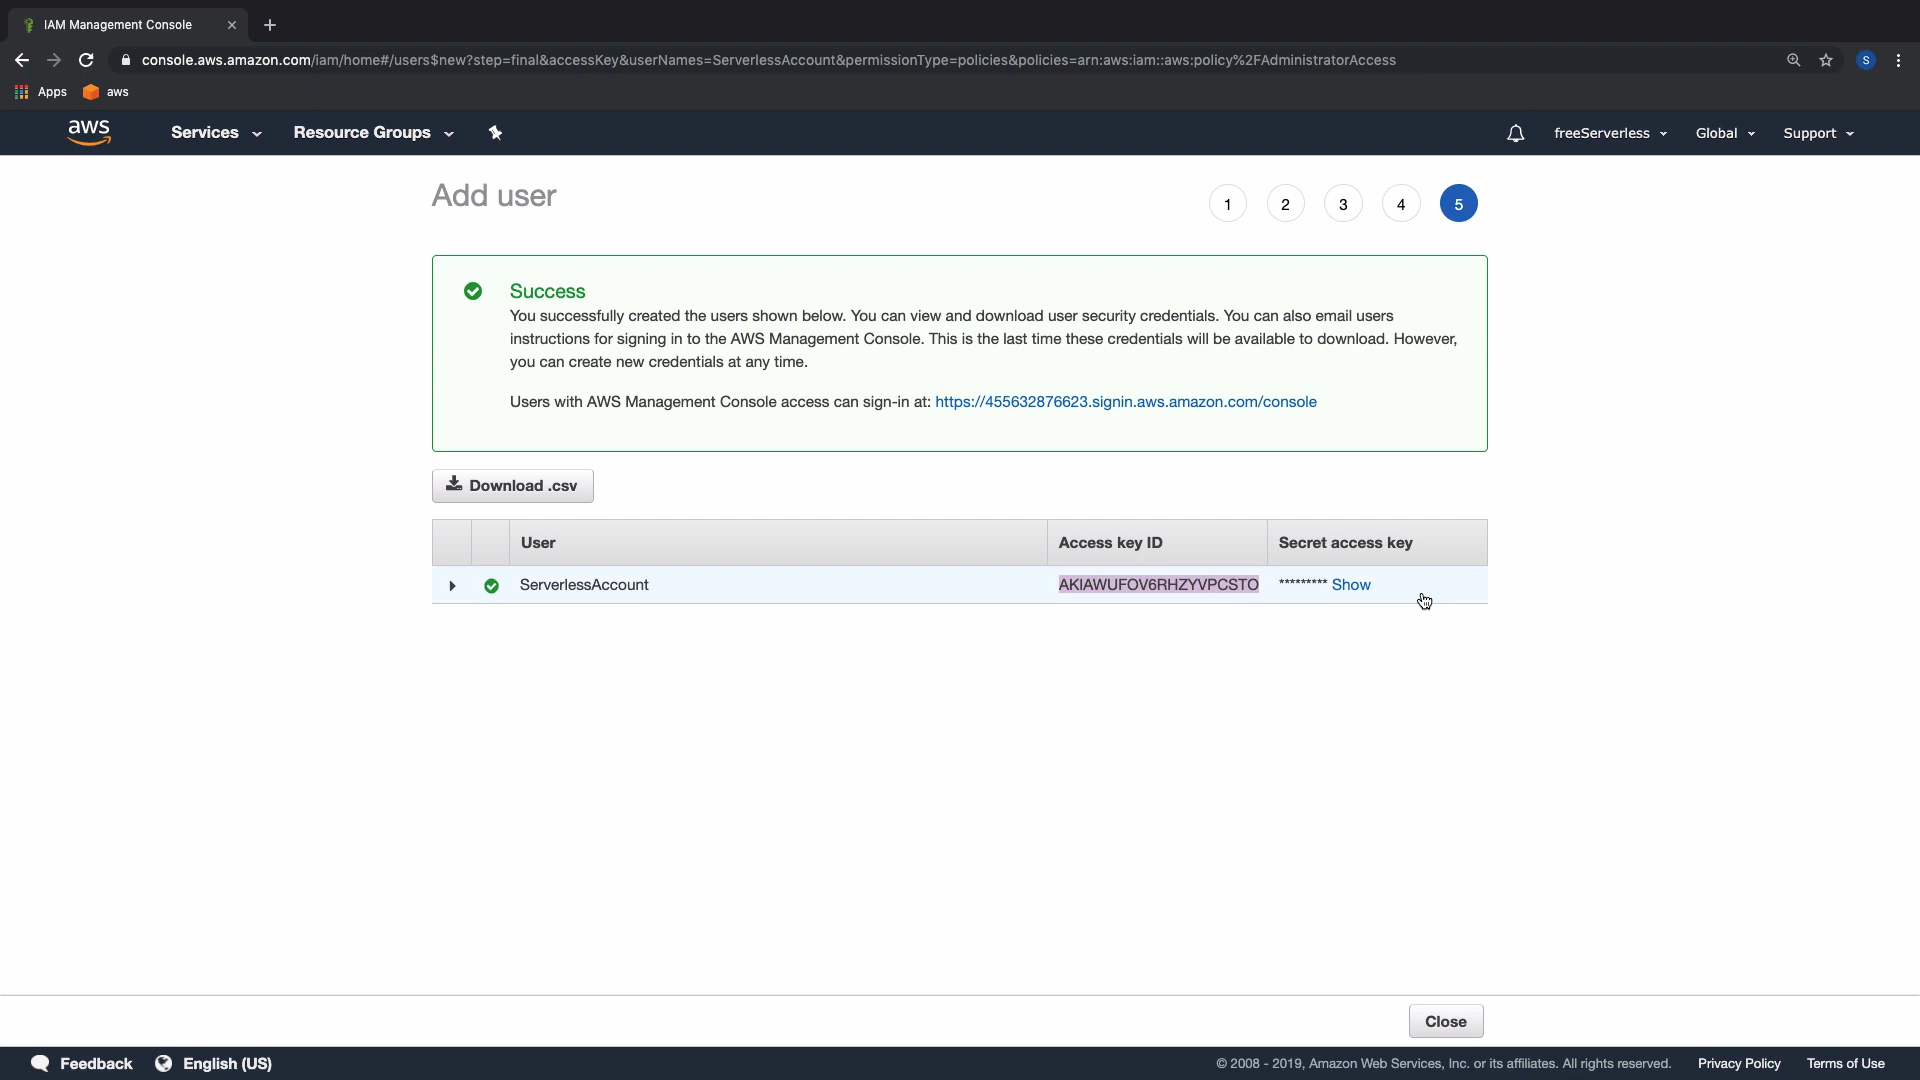 IAM Management Console
console.aws.amazon.com/iam/home#/users$new?step=final&accessKey&userNames=ServerlessAccount&permissionType=policies&policies=arn:aws:iam::aws:policy%2FAdministratorAccess
S
Apps aws
aws Services Resource Groups freeServerless Global Support
Add user 1 2 3 4 5
Success
You successfully created the users shown below. You can view and download user security credentials. You can also email users
instructions for signing in to the AWS Management Console. This is the last time these credentials will be available to download. However,
you can create new credentials at any time.
Users with AWS Management Console access can sign-in at: https://455632876623.signin.aws.amazon.com/console
Download .csv
User Access key ID Secret access key
ServerlessAccount AKIAWUFOV6RHZYVPCSTO ********* Show
Close
Feedback English (US) © 2008 - 2019, Amazon Web Services, Inc. or its affiliates. All rights reserved. Privacy Policy Terms of Use